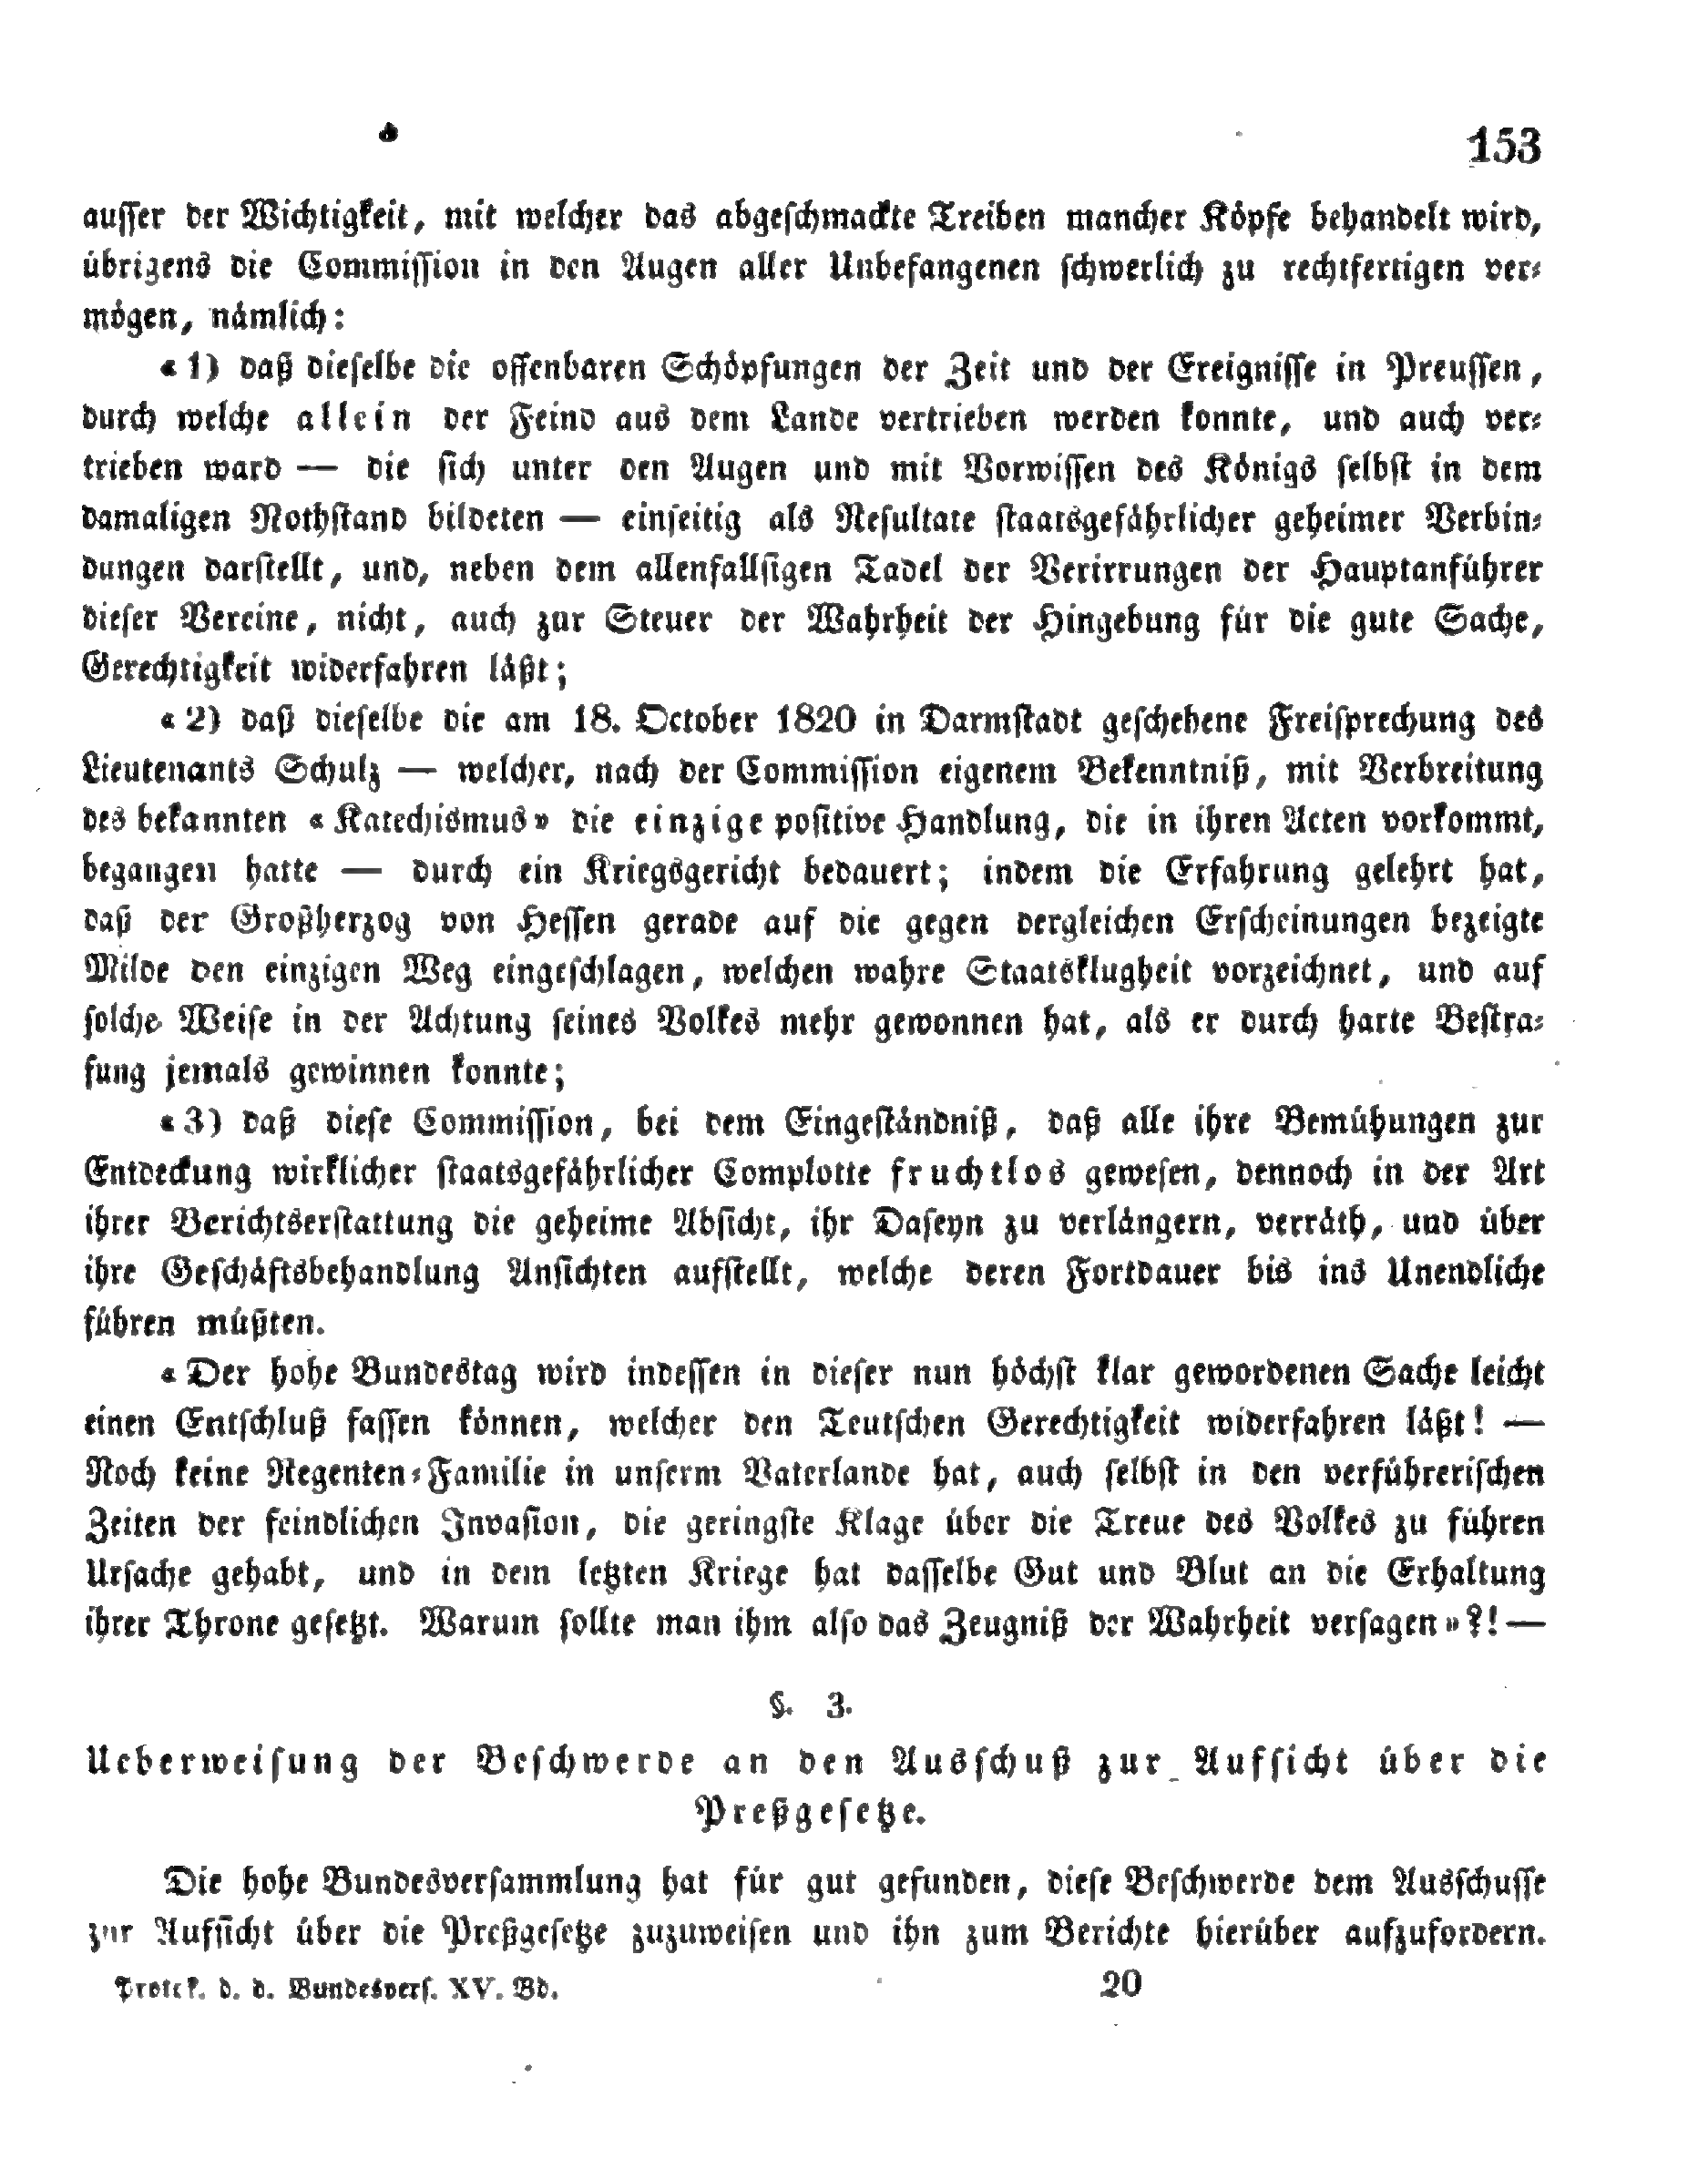 153
ausser der Wichtigkeit, mit welcher das abgeschmackte Treiben mancher Köpfe behandelt wird,
übrigens die Commission in den Augen aller Unbefangenen schwerlich zu rechtfertigen ver-
mögen, nämlich:
« 1) daß dieselbe die offenbaren Schöpfungen der Zeit und der Ereignisse in Preussen,
durch welche allein der Feind aus dem Lande vertrieben werden konnte, und auch ver-
trieben ward — die sich unter den Augen und mit Vorwissen des Königs selbst in dem
damaligen Nothstand bildeten — einseitig als Resultate staatsgefährlicher geheimer Verbin-
dungen darstellt, und, neben dem allenfallsigen Tadel der Verirrungen der Hauptanführer
dieser Vereine, nicht, auch zur Steuer der Wahrheit der Hingebung für die gute Sache,
Gerechtigkeit widerfahren läßt;
« 2) daß dieselbe die am 18. October 1820 in Darmstadt geschehene Freisprechung des
Lieutenants Schulz — welcher, nach der Commission eigenem Bekenntniß, mit Verbreitung
des bekannten « Katechismus» die einzige positive Handlung, die in ihren Acten vorkommt,
begangen hatte — durch ein Kriegsgericht bedauert; indem die Erfahrung gelehrt hat,
daß der Großherzog von Hessen gerade auf die gegen dergleichen Erscheinungen bezeigte
Milde den einzigen Weg eingeschlagen, welchen wahre Staatsklugheit vorzeichnet, und auf
solche Weise in der Achtung seines Volkes mehr gewonnen hat, als er durch harte Bestra-
fung jemals gewinnen konnte;
« 3) daß diese Commission, bei dem Eingeständniß, daß alle ihre Bemühungen zur
Entdeckung wirklicher staatsgefährlicher Complotte fruchtlos gewesen, dennoch in der Art
ihrer Berichtserstattung die geheime Absicht, ihr Daseyn zu verlängern, verräth, und über
ihre Geschäftsbehandlung Ansichten aufstellt, welche deren Fortdauer bis ins Unendliche
führen müßten.
« Der hohe Bundestag wird indessen in dieser nun höchst klar gewordenen Sache leicht
einen Entschluß fassen können, welcher den Teutschen Gerechtigkeit widerfahren läßt! —
Noch keine Regenten-Familie in unserm Vaterlande hat, auch selbst in den verführerischen
Zeiten der feindlichen Invasion, die geringste Klage über die Treue des Volkes zu führen
Ursache gehabt, und in dem letzten Kriege hat dasselbe Gut und Blut an die Erhaltung
ihrer Throne gesetzt. Warum sollte man ihm also das Zeugniß der Wahrheit versagen»?! —
§. 3.
Ueberweisung der Beschwerde an den Ausschuß zur Aufsicht über die
Preßgesetze.
Die hohe Bundesversammlung hat für gut gefunden, diese Beschwerde dem Ausschusse
zur Aufsicht über die Preßgesetze zuzuweisen und ihn zum Berichte hierüber aufzufordern.
Protok. d. d. Bundesvers. XV. Bd. 20